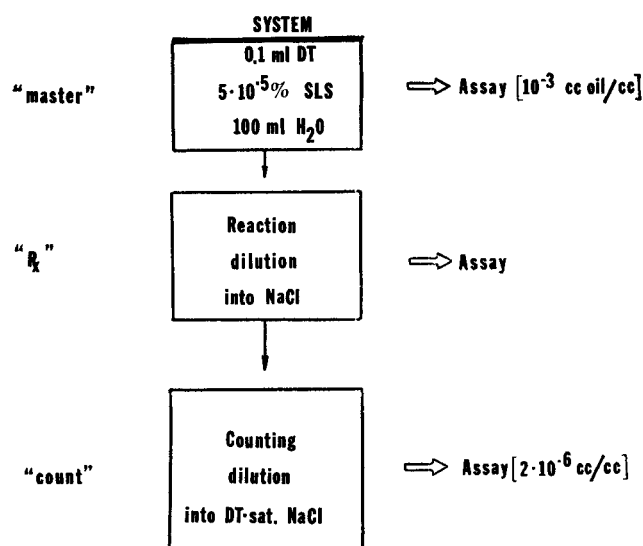 SYSTEM
0.1 ml DT
"master" 5·10⁻⁵% SLS ⇒ Assay [10⁻³ cc oil/cc]
100 ml H₂O
Reaction
"℞" dilution ⇒ Assay
into NaCl
Counting
"count" dilution ⇒ Assay [2·10⁻⁶ cc/cc]
into DT-sat. NaCl